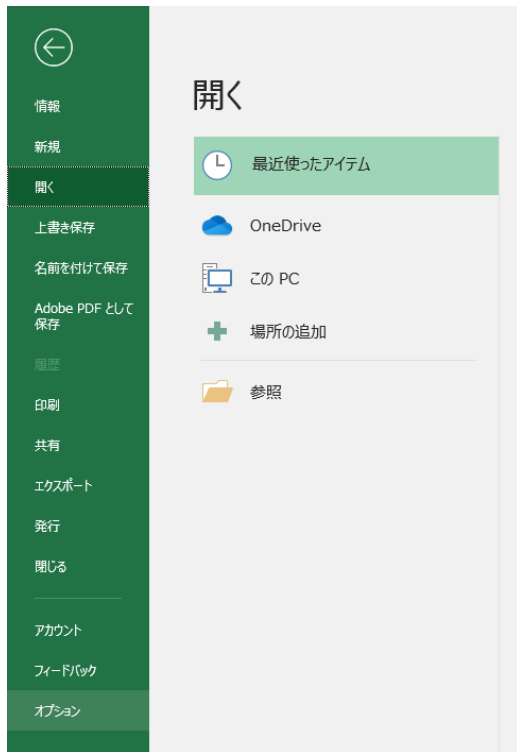 開く
情報
新規
開く
上書き保存
名前を付けて保存
Adobe PDF として
保存
履歴
印刷
共有
エクスポート
発行
閉じる
アカウント
フィードバック
オプション
最近使ったアイテム
OneDrive
この PC
場所の追加
参照